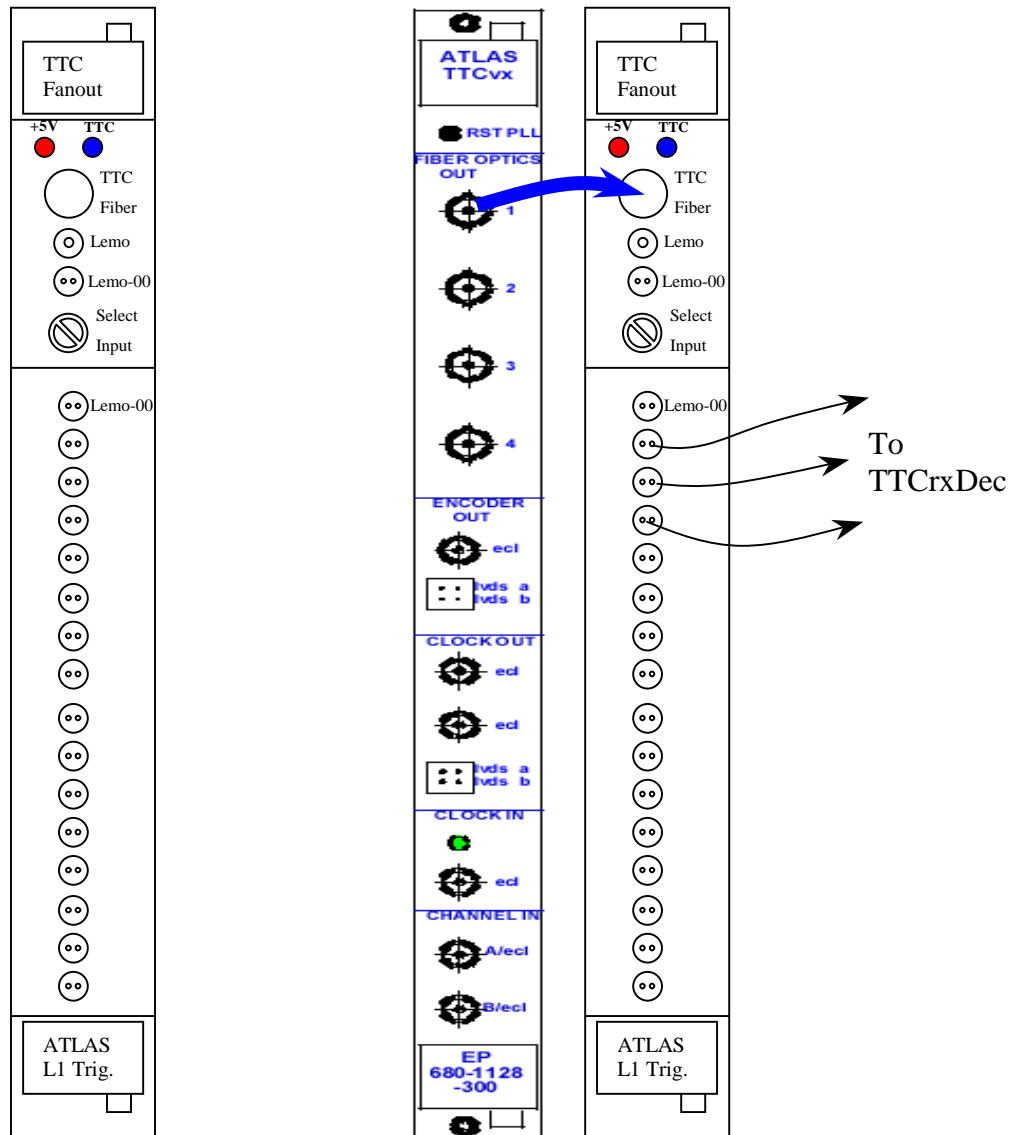 TTC
Fanout
+5V TTC
TTC
Fiber
Lemo
Lemo-00
Select
Input
Lemo-00
ATLAS
L1 Trig.
ATLAS
TTCvx
RST PLL
FIBER OPTICS
OUT
1
2
3
4
ENCODER
OUT
ecl
lvds a
lvds b
CLOCK OUT
ecl
ecl
lvds a
lvds b
CLOCK IN
ecl
CHANNEL IN
A/ecl
B/ecl
EP
680-1128
-300
TTC
Fanout
+5V TTC
TTC
Fiber
Lemo
Lemo-00
Select
Input
Lemo-00
ATLAS
L1 Trig.
To
TTCrxDec